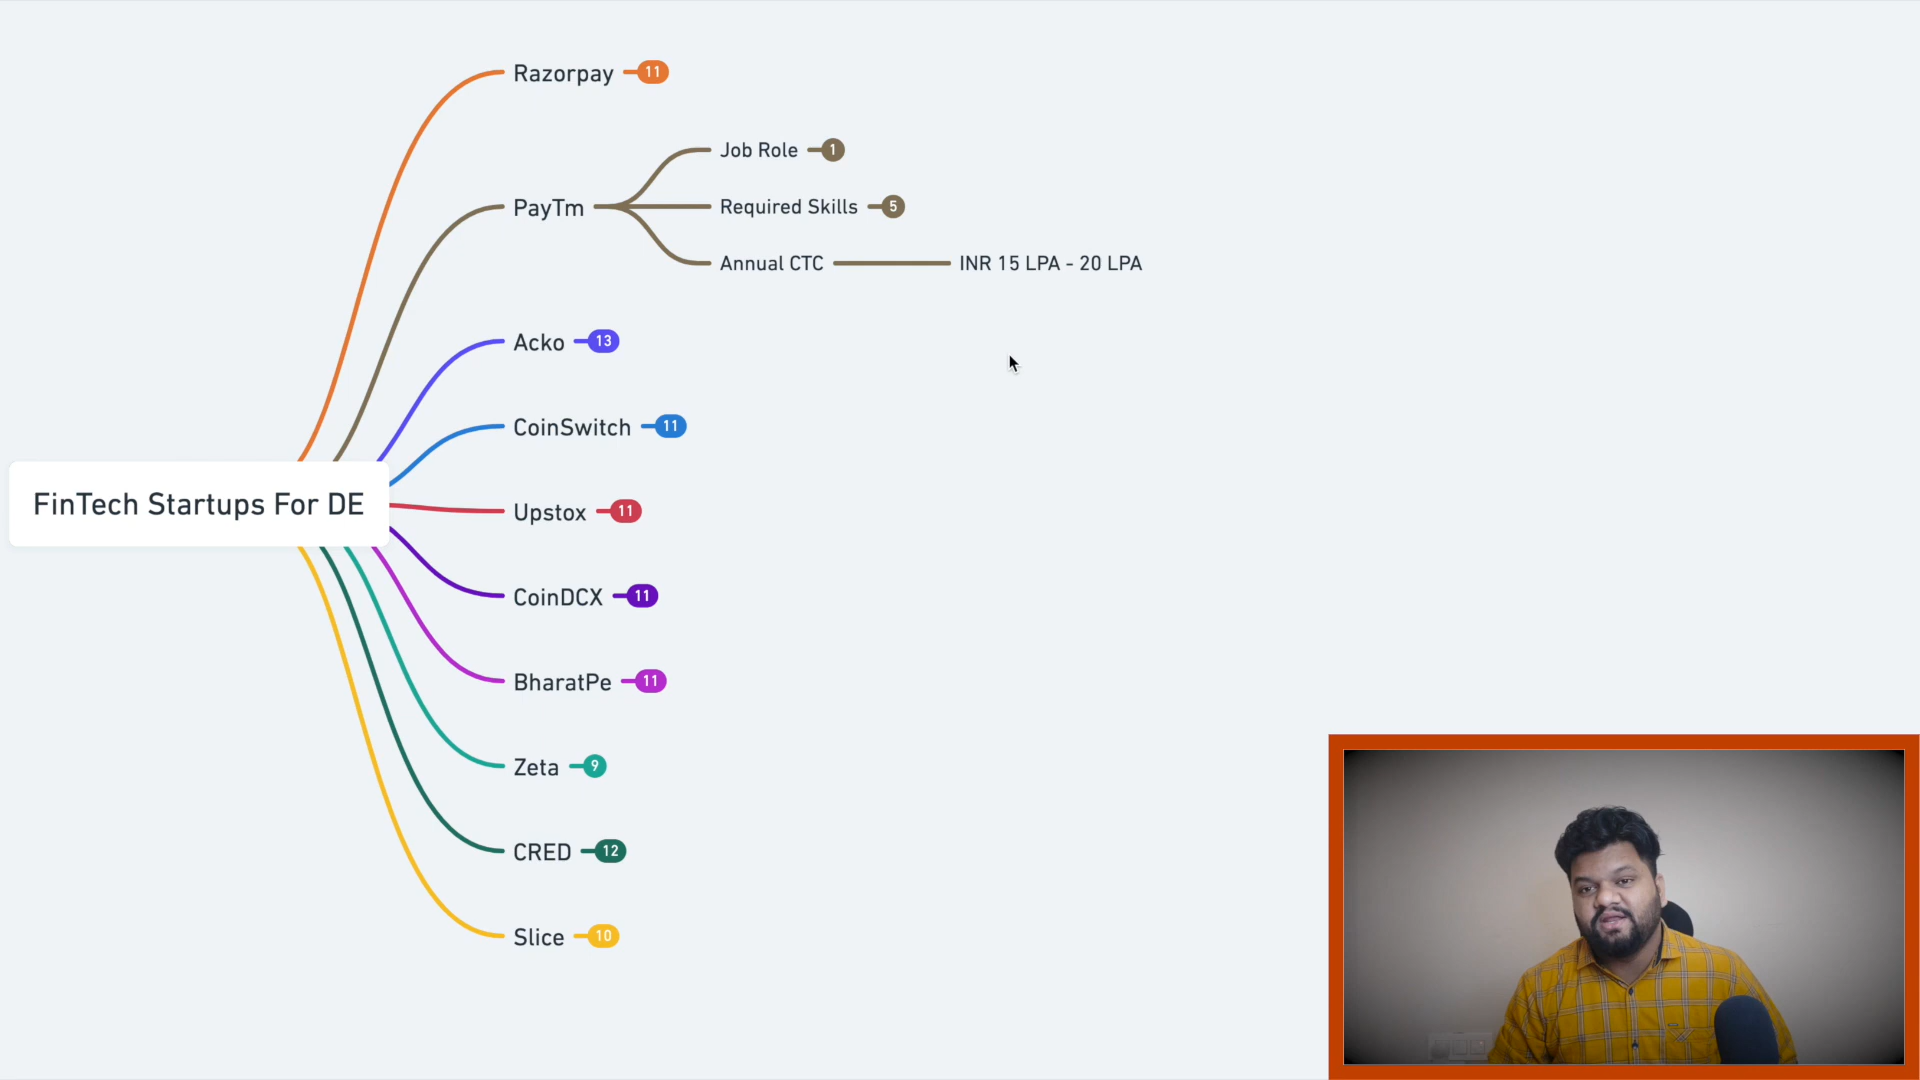 Razorpay 11
Job Role 1
PayTm Required Skills 5
Annual CTC INR 15 LPA - 20 LPA
Acko 13
CoinSwitch 11
FinTech Startups For DE
Upstox 11
CoinDCX 11
BharatPe 11
Zeta 9
CRED 12
Slice 10